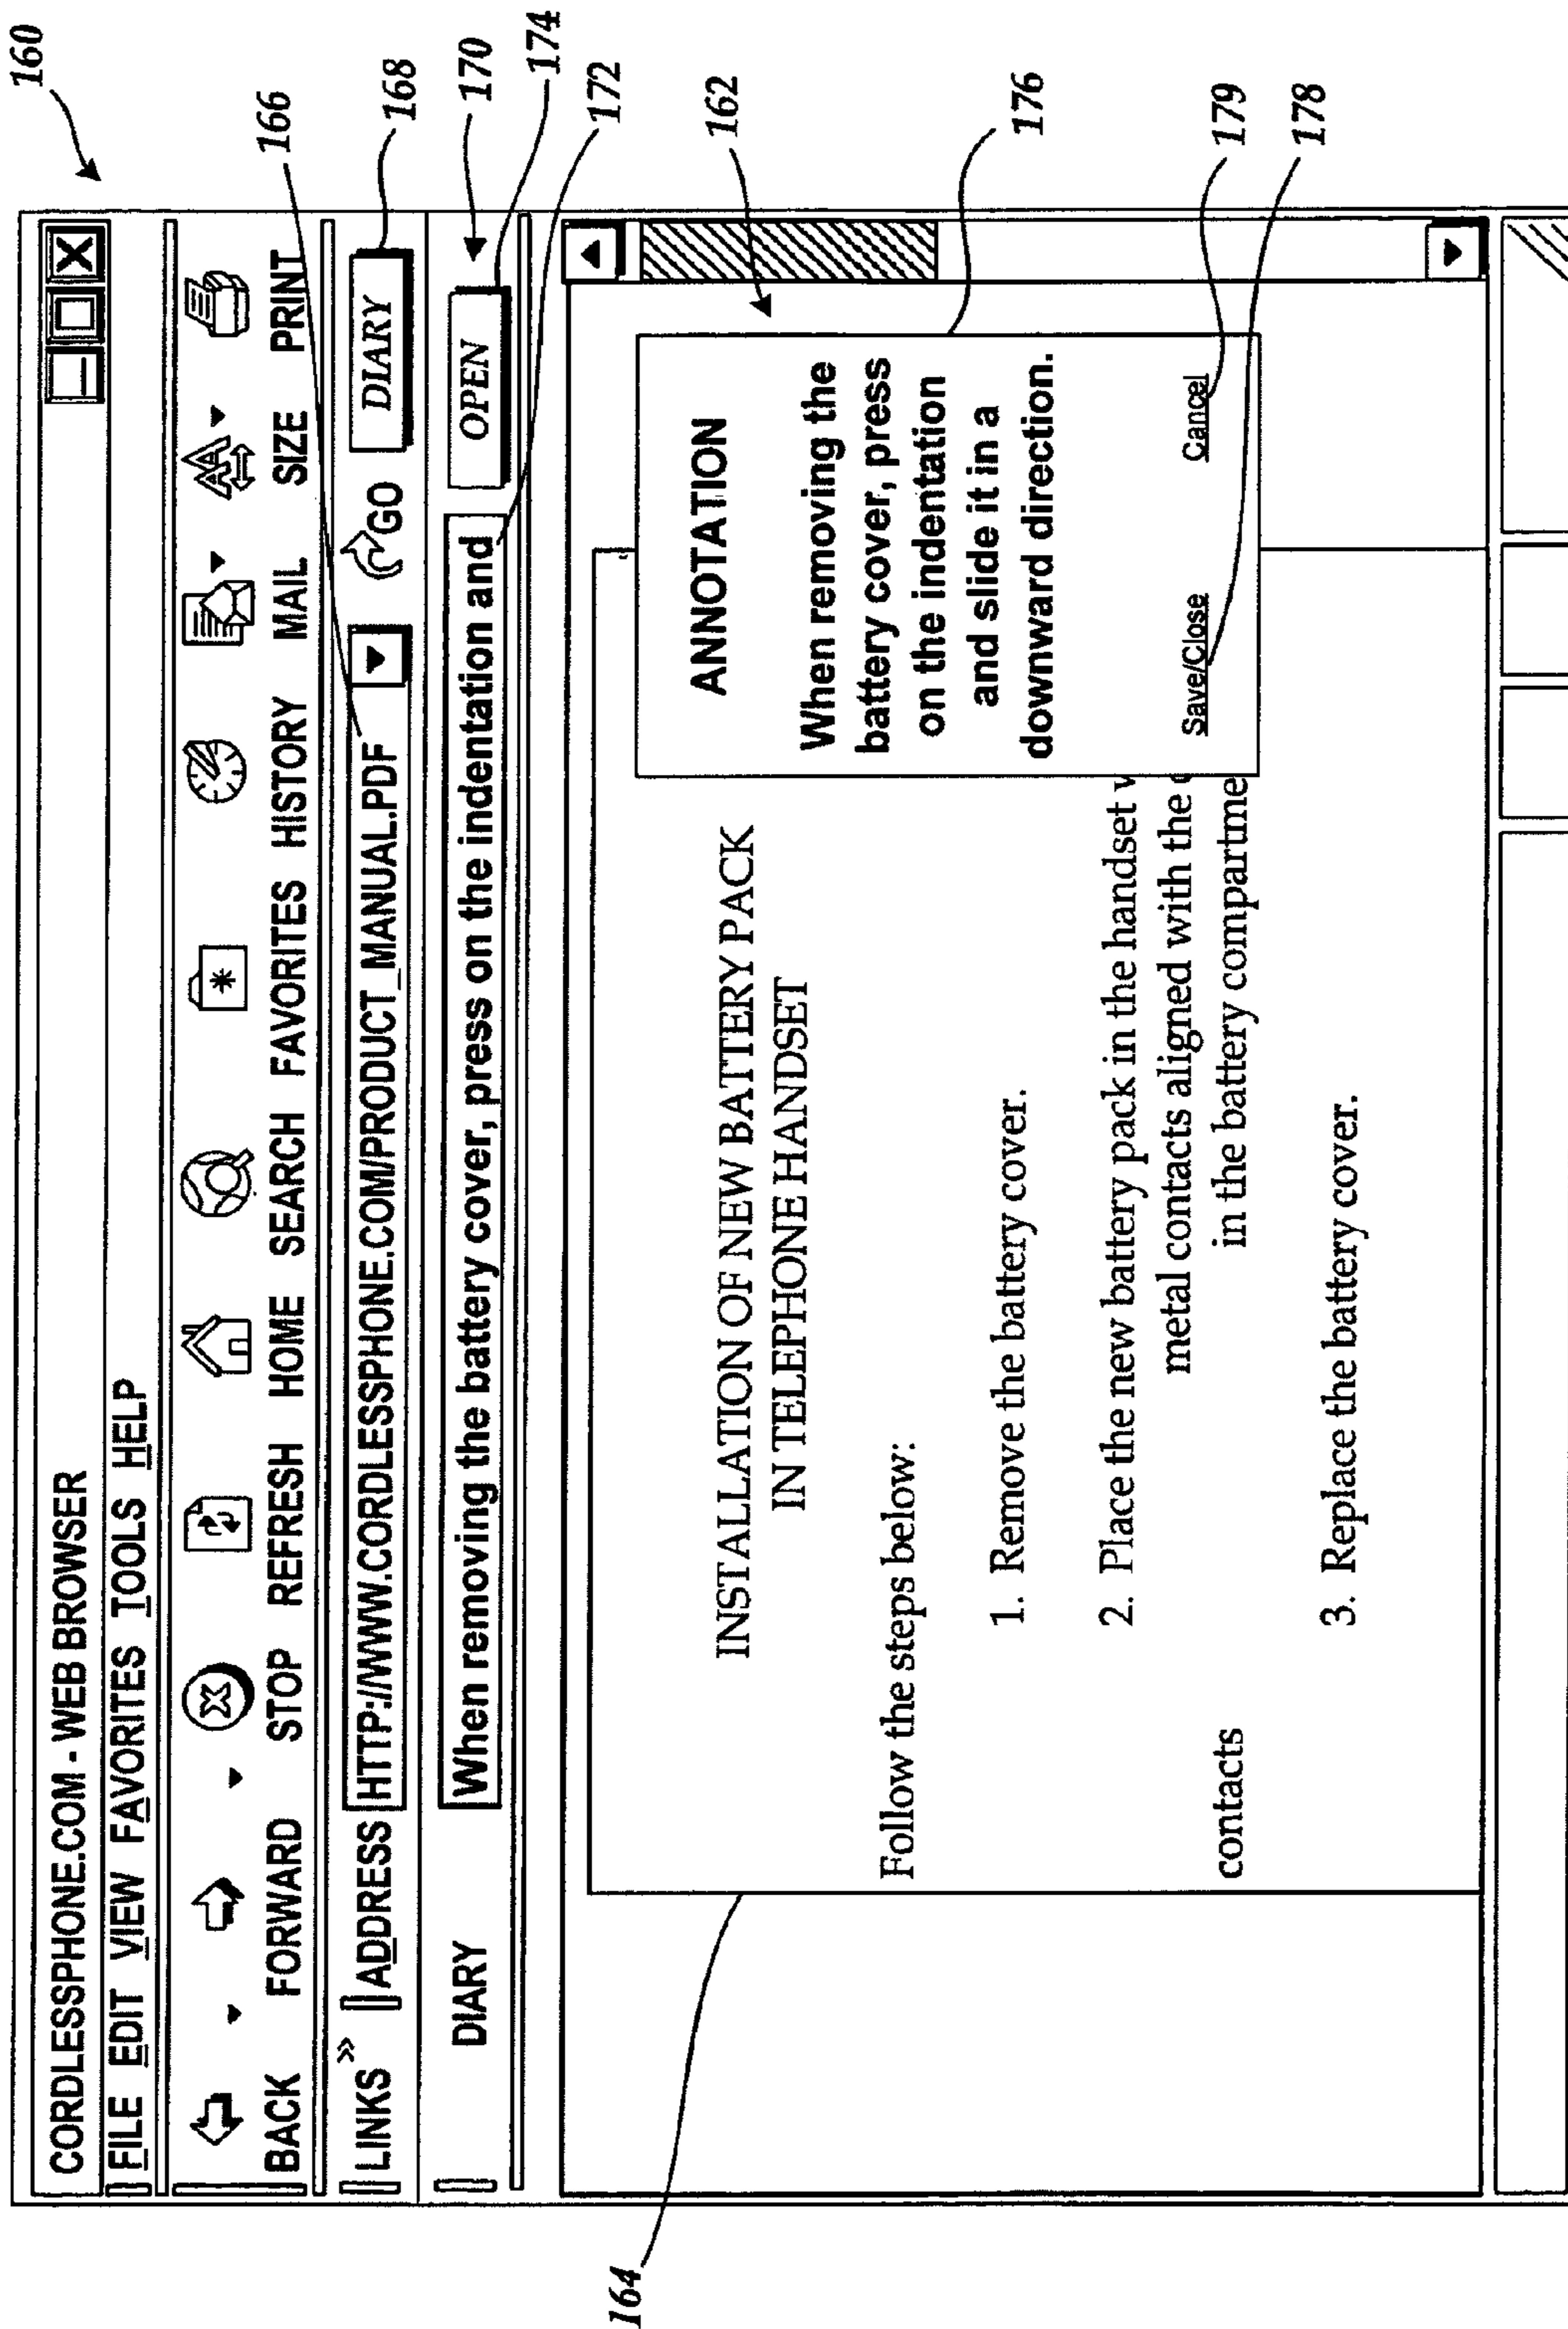 160
CORDLESSPHONE.COM - WEB BROWSER
FILE EDIT VIEW FAVORITES TOOLS HELP
BACK FORWARD STOP REFRESH HOME SEARCH FAVORITES HISTORY MAIL SIZE PRINT
166
LINKS » ADDRESS HTTP://WWW.CORDLESSPHONE.COM/PRODUCT_MANUAL.PDF GO DIARY
168
DIARY When removing the battery cover, press on the indentation and OPEN
170
174
172
164
INSTALLATION OF NEW BATTERY PACK
IN TELEPHONE HANDSET
Follow the steps below:
1. Remove the battery cover.
2. Place the new battery pack in the handset
metal contacts aligned with the
contacts in the battery compartme
3. Replace the battery cover.
162
ANNOTATION
When removing the
battery cover, press
on the indentation
and slide it in a
downward direction.
Save/Close Cancel
176
179
178